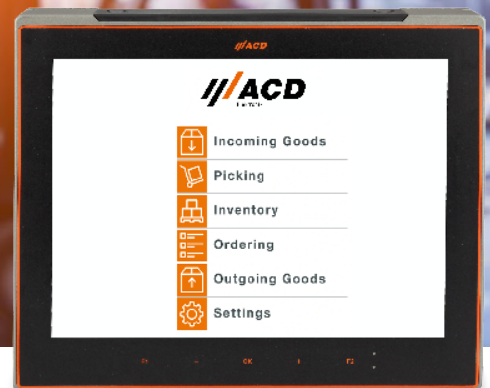 ACD
ACD
Incoming Goods
Picking
Inventory
Ordering
Outgoing Goods
Settings
OK
F2